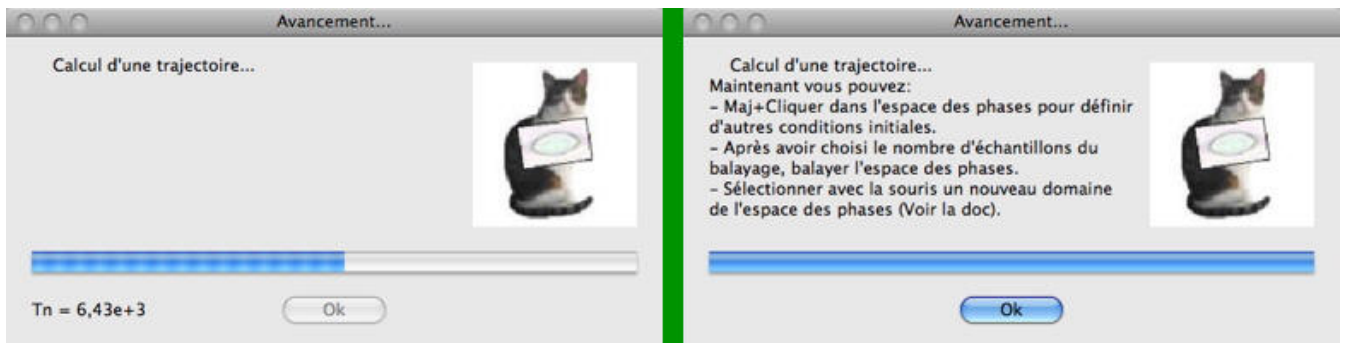 Avancement...
Calcul d'une trajectoire...
Tn = 6,43e+3
Ok
Avancement...
Calcul d'une trajectoire...
Maintenant vous pouvez:
– Maj+Cliquer dans l'espace des phases pour définir
d'autres conditions initiales.
– Après avoir choisi le nombre d'échantillons du
balayage, balayer l'espace des phases.
– Sélectionner avec la souris un nouveau domaine
de l'espace des phases (Voir la doc).
Ok